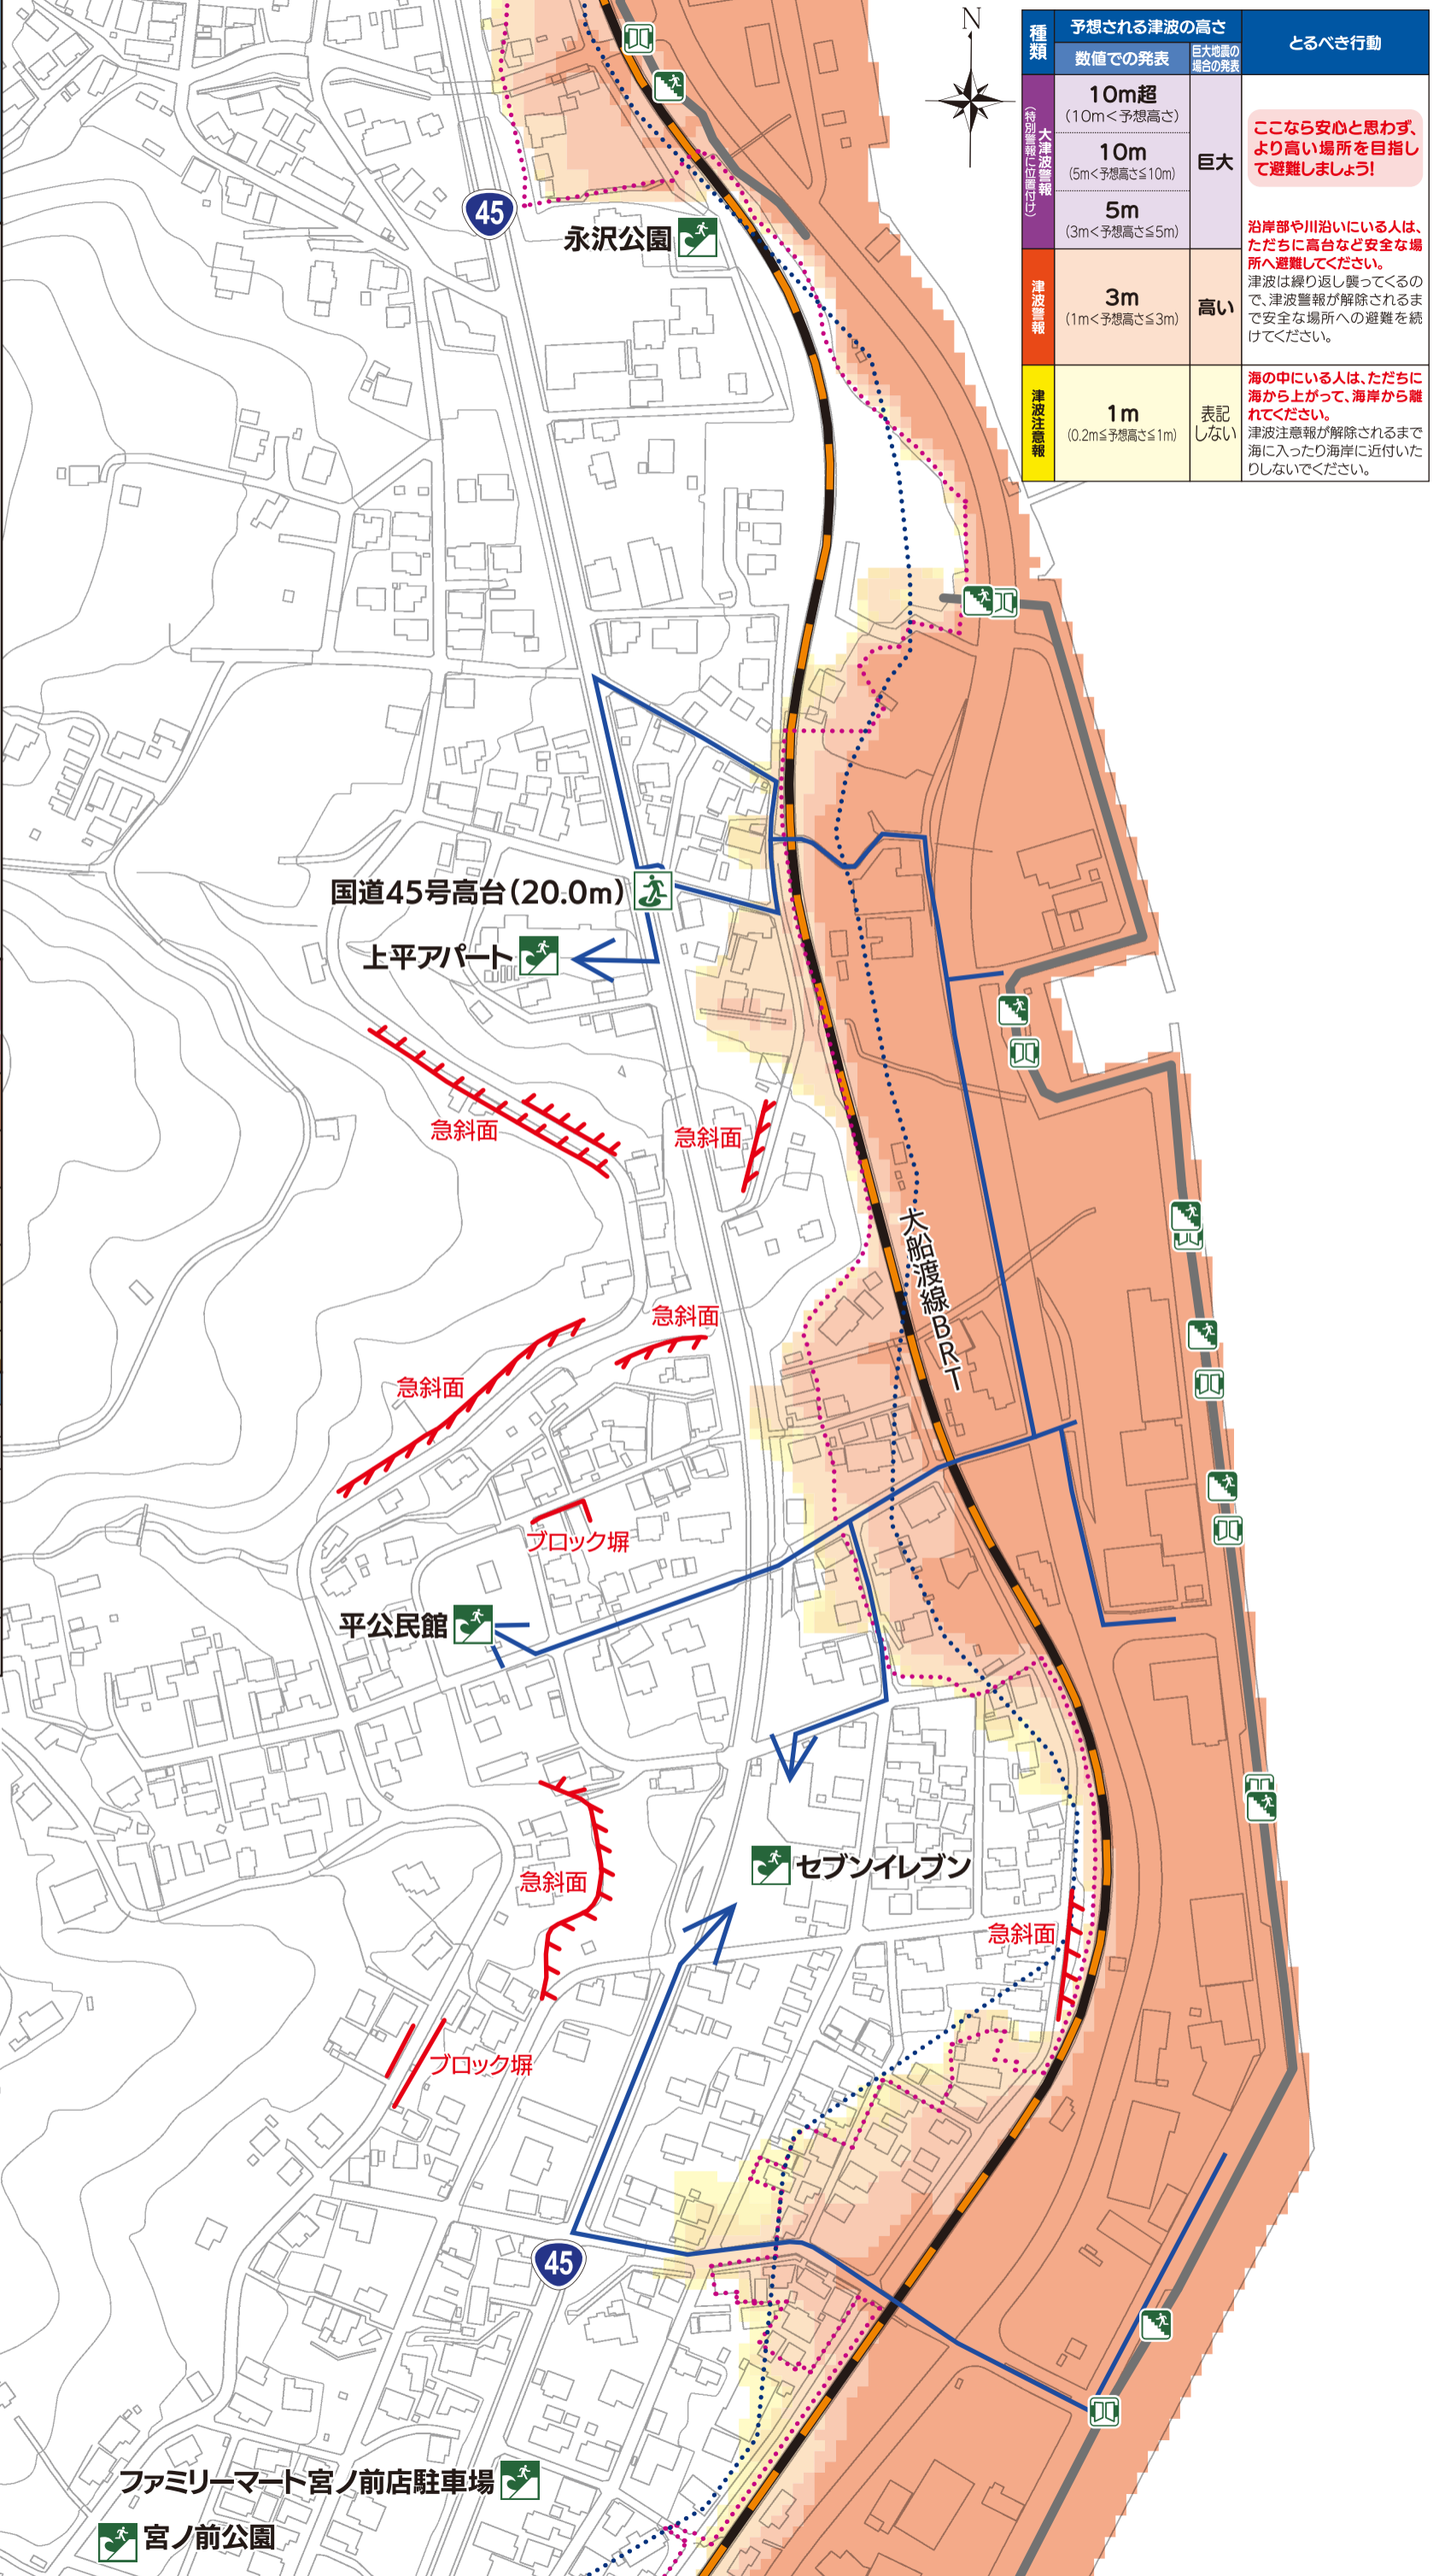 N
種類
予想される津波の高さ
とるべき行動
数値での発表
巨大地震の
場合の発表
大津波警報
(特別警報に位置付け)
10m超
(10m<予想高さ)
10m
(5m<予想高さ≦10m)
5m
(3m<予想高さ≦5m)
巨大
ここなら安心と思わず、
より高い場所を目指し
て避難しましょう!
沿岸部や川沿いにいる人は、
ただちに高台など安全な場
所へ避難してください。
津波は繰り返し襲ってくるの
で、津波警報が解除されるま
で安全な場所への避難を続
けてください。
津波警報
3m
(1m<予想高さ≦3m)
高い
津波注意報
1m
(0.2m≦予想高さ≦1m)
表記
しない
海の中にいる人は、ただちに
海から上がって、海岸から離
れてください。
津波注意報が解除されるまで
海に入ったり海岸に近付いた
りしないでください。
45
永沢公園
国道45号高台(20.0m)
上平アパート
急斜面
急斜面
大船渡線BRT
急斜面
急斜面
ブロック塀
平公民館
セブンイレブン
急斜面
急斜面
ブロック塀
45
ファミリーマート宮ノ前店駐車場
宮ノ前公園